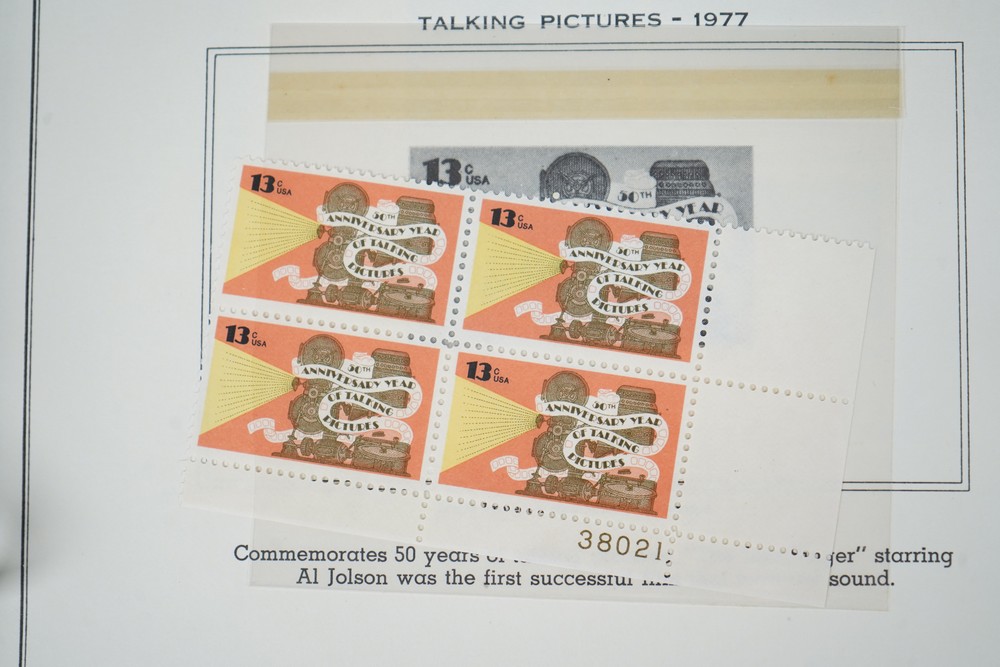 TALKING PICTURES - 1977
13c USA
50TH
YEAR
13c USA
50TH
ANNIVERSARY YEAR
OF TALKING
PICTURES
13c USA
50TH
ANNIVERSARY YEAR
OF TALKING
PICTURES
13c USA
50TH
ANNIVERSARY YEAR
OF TALKING
PICTURES
13c USA
50TH
ANNIVERSARY YEAR
OF TALKING
PICTURES
38021
Commemorates 50 years of ger" starring
Al Jolson was the first successful sound.